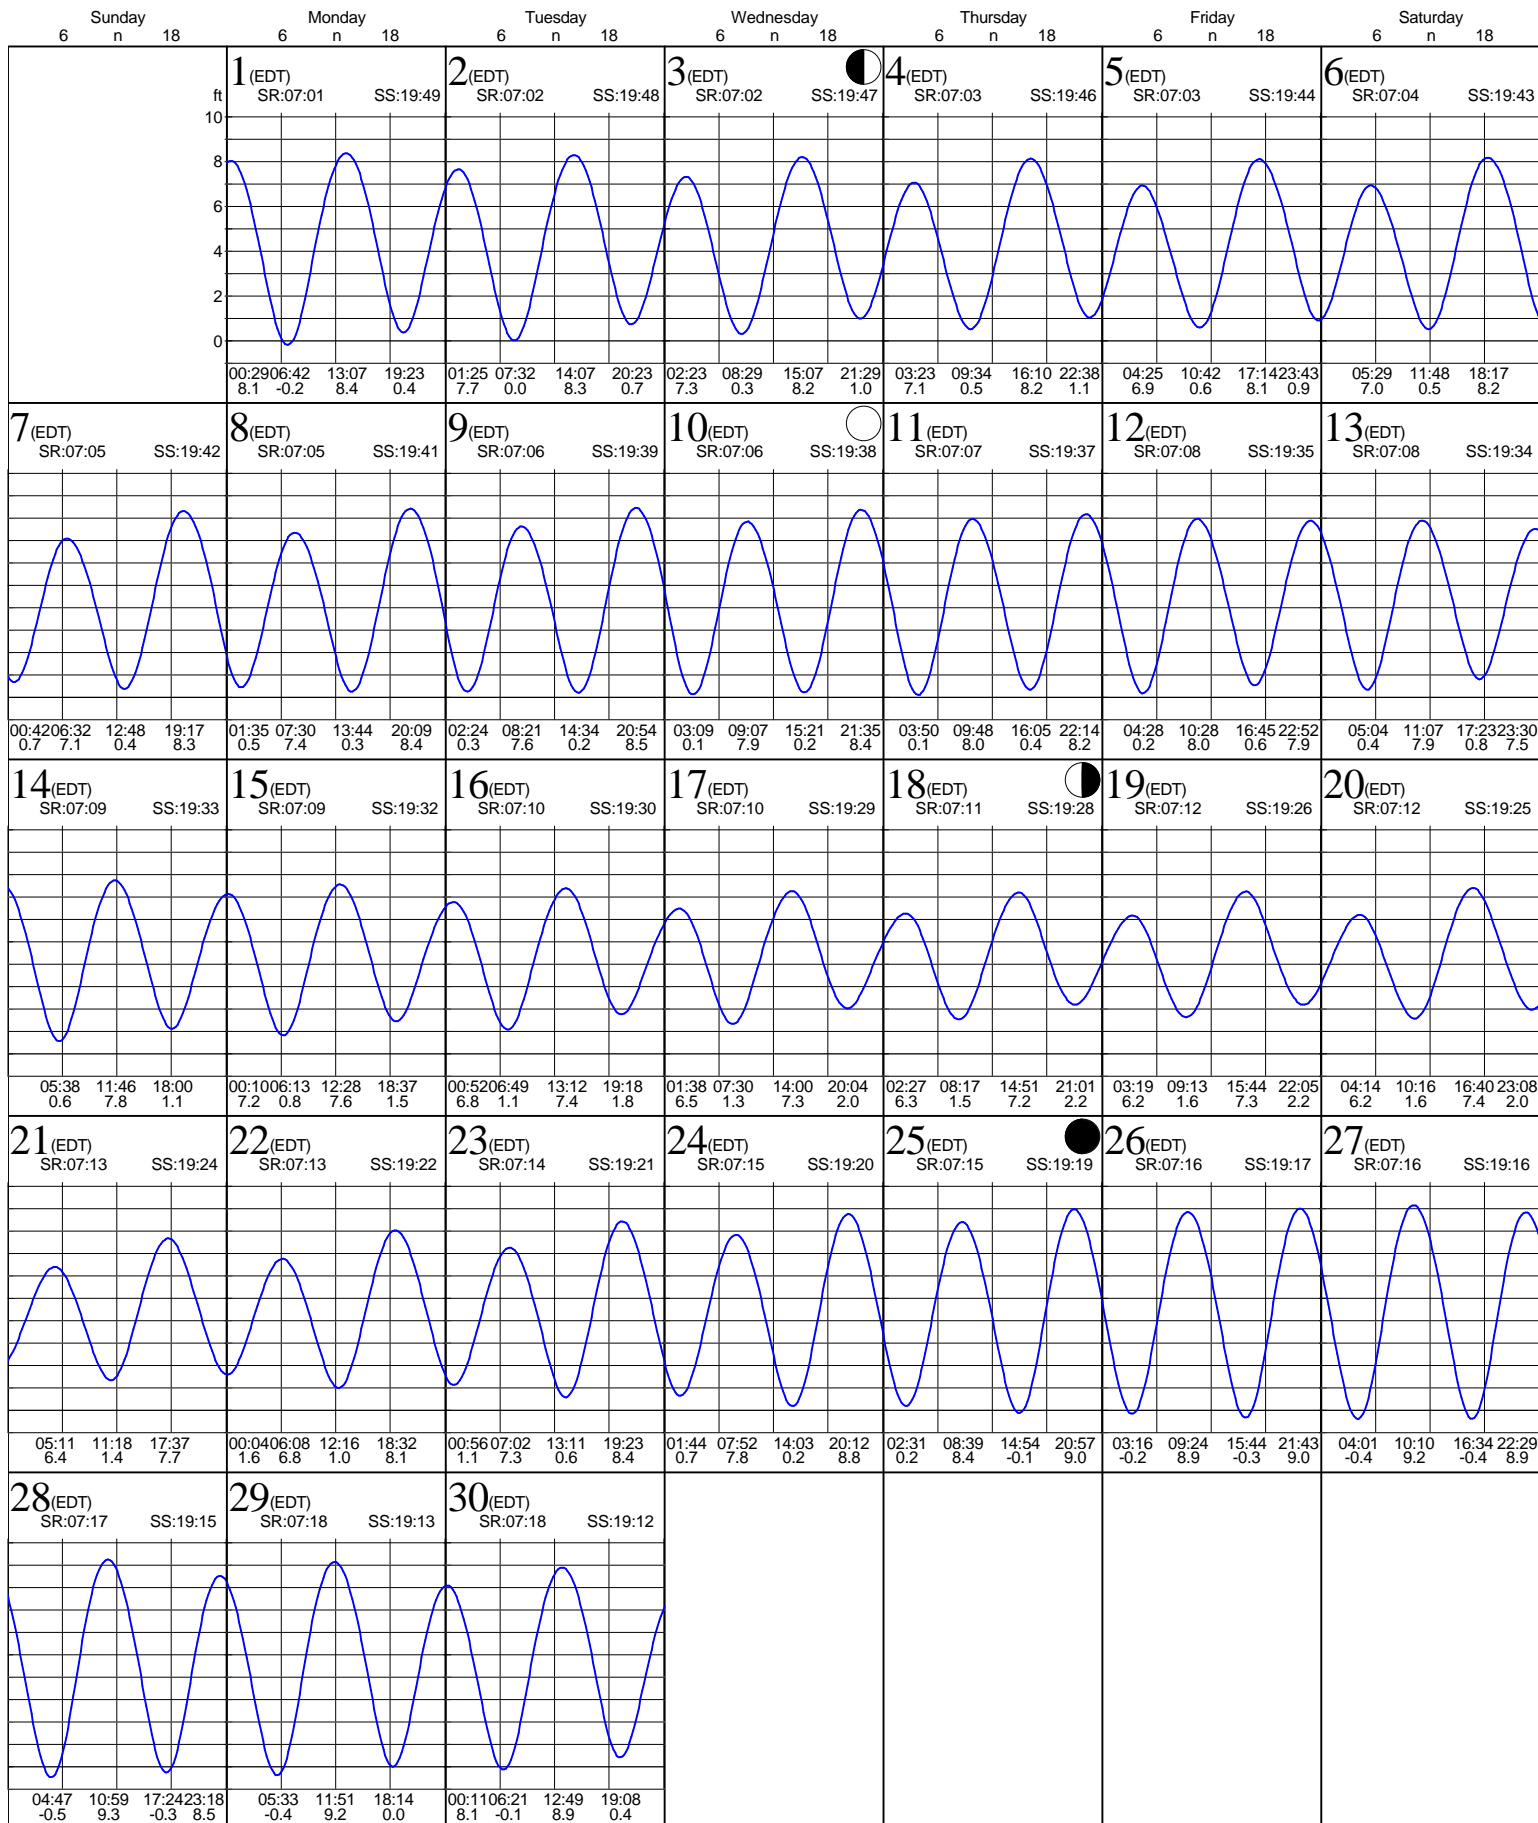 Sunday Monday Tuesday Wednesday Thursday Friday Saturday
6 n 18 6 n 18 6 n 18 6 n 18 6 n 18 6 n 18 6 n 18
1(EDT) 2(EDT) 3(EDT) 4(EDT) 5(EDT) 6(EDT)
ft SR:07:01 SS:19:49 SR:07:02 SS:19:48 SR:07:02 SS:19:47 SR:07:03 SS:19:46 SR:07:03 SS:19:44 SR:07:04 SS:19:43
10
8
6
4
2
0
00:29 06:42 13:07 19:23 01:25 07:32 14:07 20:23 02:23 08:29 15:07 21:29 03:23 09:34 16:10 22:38 04:25 10:42 17:14 23:43 05:29 11:48 18:17
8.1 -0.2 8.4 0.4 7.7 0.0 8.3 0.7 7.3 0.3 8.2 1.0 7.1 0.5 8.2 1.1 6.9 0.6 8.1 0.9 7.0 0.5 8.2
7(EDT) 8(EDT) 9(EDT) 10(EDT) 11(EDT) 12(EDT) 13(EDT)
SR:07:05 SS:19:42 SR:07:05 SS:19:41 SR:07:06 SS:19:39 SR:07:06 SS:19:38 SR:07:07 SS:19:37 SR:07:08 SS:19:35 SR:07:08 SS:19:34
00:42 06:32 12:48 19:17 01:35 07:30 13:44 20:09 02:24 08:21 14:34 20:54 03:09 09:07 15:21 21:35 03:50 09:48 16:05 22:14 04:28 10:28 16:45 22:52 05:04 11:07 17:23 23:30
0.7 7.1 0.4 8.3 0.5 7.4 0.3 8.4 0.3 7.6 0.2 8.5 0.1 7.9 0.2 8.4 0.1 8.0 0.4 8.2 0.2 8.0 0.6 7.9 0.4 7.9 0.8 7.5
14(EDT) 15(EDT) 16(EDT) 17(EDT) 18(EDT) 19(EDT) 20(EDT)
SR:07:09 SS:19:33 SR:07:09 SS:19:32 SR:07:10 SS:19:30 SR:07:10 SS:19:29 SR:07:11 SS:19:28 SR:07:12 SS:19:26 SR:07:12 SS:19:25
05:38 11:46 18:00 00:10 06:13 12:28 18:37 00:52 06:49 13:12 19:18 01:38 07:30 14:00 20:04 02:27 08:17 14:51 21:01 03:19 09:13 15:44 22:05 04:14 10:16 16:40 23:08
0.6 7.8 1.1 7.2 0.8 7.6 1.5 6.8 1.1 7.4 1.8 6.5 1.3 7.3 2.0 6.3 1.5 7.2 2.2 6.2 1.6 7.3 2.2 6.2 1.6 7.4 2.0
21(EDT) 22(EDT) 23(EDT) 24(EDT) 25(EDT) 26(EDT) 27(EDT)
SR:07:13 SS:19:24 SR:07:13 SS:19:22 SR:07:14 SS:19:21 SR:07:15 SS:19:20 SR:07:15 SS:19:19 SR:07:16 SS:19:17 SR:07:16 SS:19:16
05:11 11:18 17:37 00:04 06:08 12:16 18:32 00:56 07:02 13:11 19:23 01:44 07:52 14:03 20:12 02:31 08:39 14:54 20:57 03:16 09:24 15:44 21:43 04:01 10:10 16:34 22:29
6.4 1.4 7.7 1.6 6.8 1.0 8.1 1.1 7.3 0.6 8.4 0.7 7.8 0.2 8.8 0.2 8.4 -0.1 9.0 -0.2 8.9 -0.3 9.0 -0.4 9.2 -0.4 8.9
28(EDT) 29(EDT) 30(EDT)
SR:07:17 SS:19:15 SR:07:18 SS:19:13 SR:07:18 SS:19:12
04:47 10:59 17:24 23:18 05:33 11:51 18:14 00:11 06:21 12:49 19:08
-0.5 9.3 -0.3 8.5 -0.4 9.2 0.0 8.1 -0.1 8.9 0.4